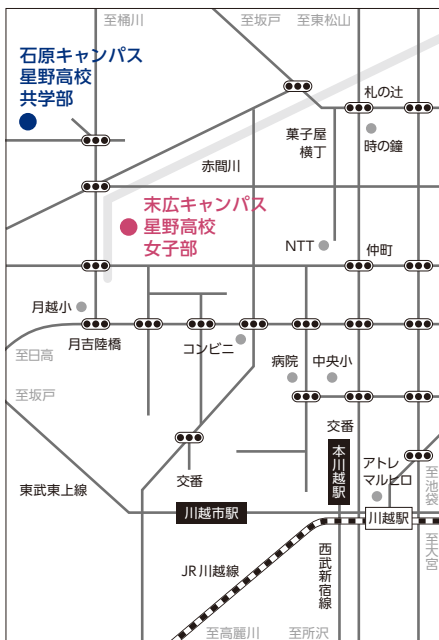 至桶川
至坂戸
至東松山
石原キャンパス
星野高校
共学部
札の辻
菓子屋
横丁
時の鐘
赤間川
末広キャンパス
星野高校
女子部
NTT
仲町
月越小
月吉陸橋
コンビニ
至日高
病院
中央小
至坂戸
交番
本川越駅
アトレ
マルヒロ
至池袋
交番
東武東上線
川越市駅
川越駅
至大宮
JR川越線
西武新宿線
至高麗川
至所沢